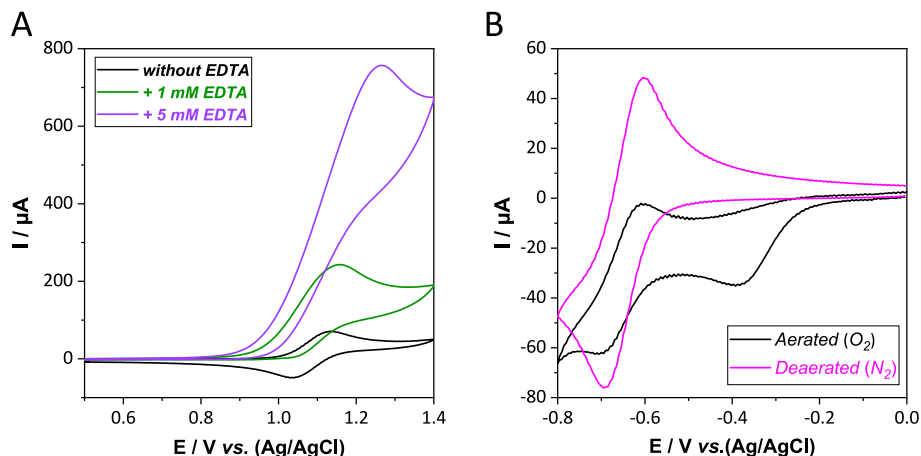 A
800
600
400
200
0
I / µA
without EDTA
+ 1 mM EDTA
+ 5 mM EDTA
0.6
0.8
1.0
1.2
1.4
E / V vs. (Ag/AgCl)
B
60
40
20
0
-20
-40
-60
-80
I / µA
Aerated (O₂)
Deaerated (N₂)
-0.8
-0.6
-0.4
-0.2
0.0
E / V vs.(Ag/AgCl)